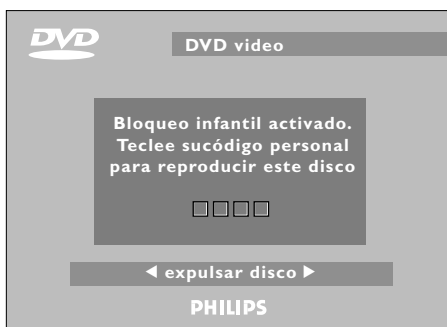 DVD
DVD video
Bloqueo infantil activado.
Teclee sucódigo personal
para reproducir este disco
expulsar disco
PHILIPS